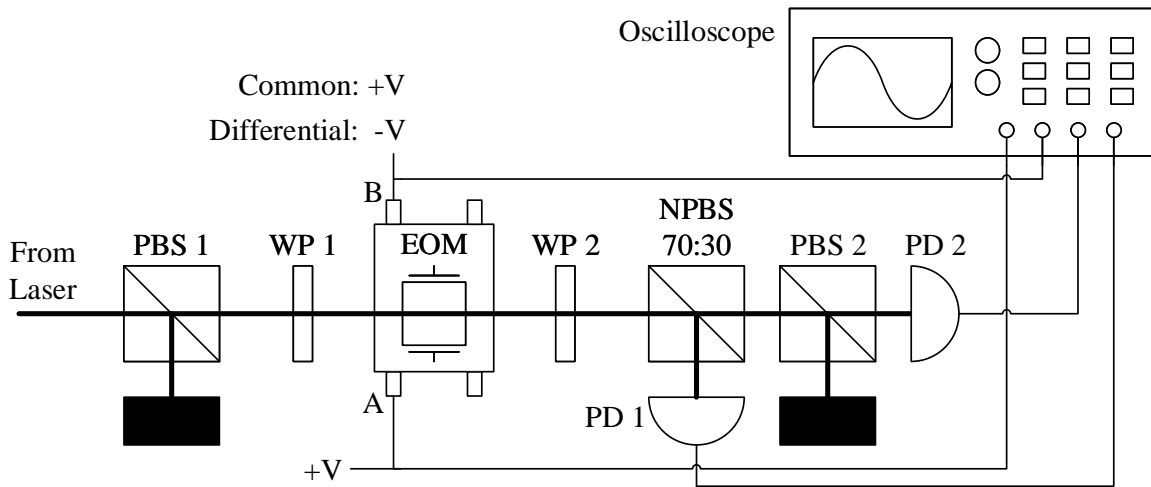 Oscilloscope
Common: +V
Differential: -V
B
NPBS
70:30
From
Laser
PBS 1
WP 1
EOM
WP 2
PBS 2
PD 2
A
PD 1
+V